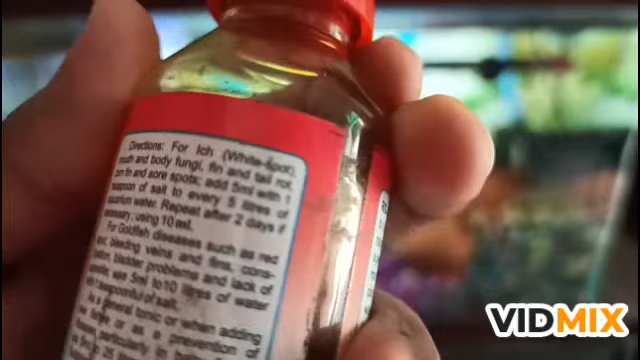 Directions: For Ich (White-spot),
mouth and body fungi, fin and tail rot,
torn fin and sore spots; add 5ml with 1
teaspoon of salt to every 5 litres of
aquarium water. Repeat after 2 days if
necessary; using 10 ml.
For Goldfish diseases such as red
bleeding veins and fins, cons-
bladder problems and lack of
use 5ml to 10 litres of water
teaspoonful of salt.
As a general tonic or when adding
or as a prevention of
particularly in
25
VIDMIX